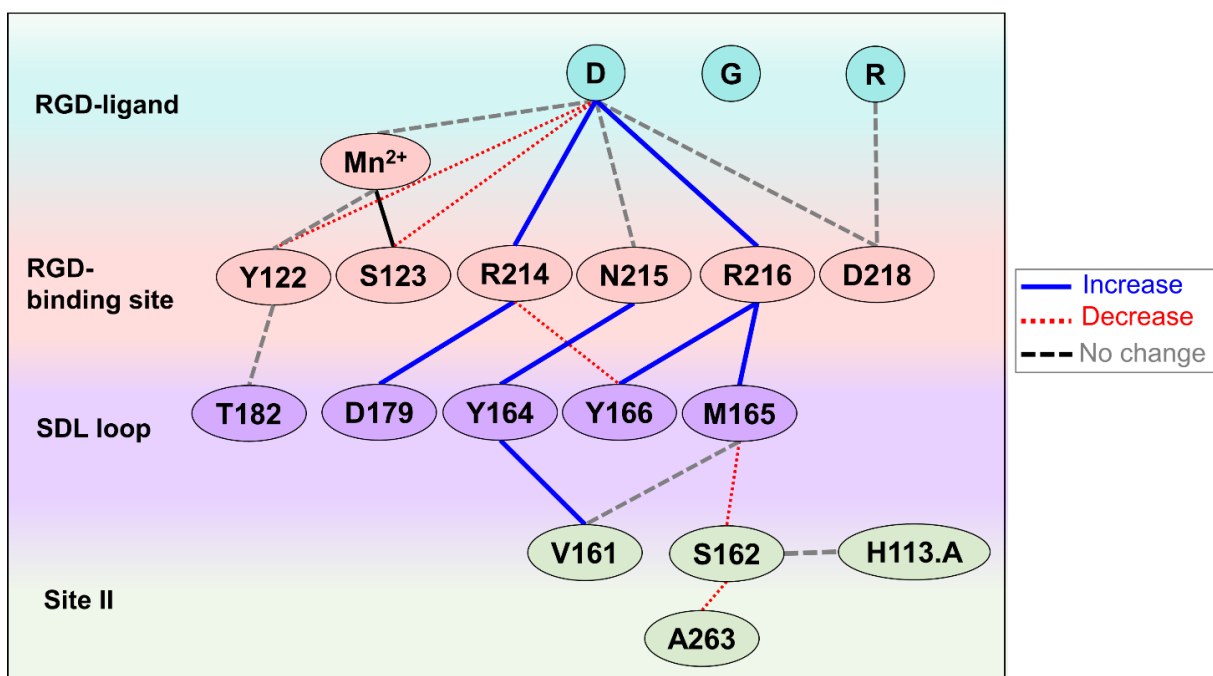 D
G
R
RGD-ligand
Mn²⁺
RGD-
binding site
Y122
S123
R214
N215
R216
D218
SDL loop
T182
D179
Y164
Y166
M165
V161
S162
H113.A
Site II
A263
Increase
Decrease
No change